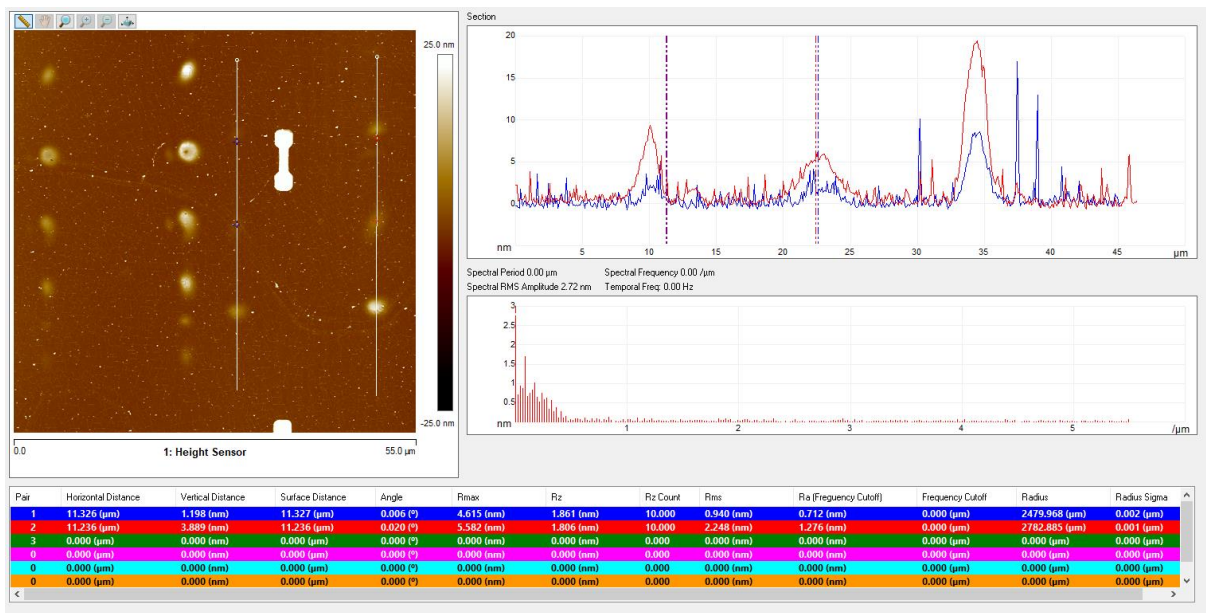 Section
25.0 nm
-25.0 nm
0.0 1: Height Sensor 55.0 µm
20
15
10
5
0
nm 5 10 15 20 25 30 35 40 45 µm
Spectral Period 0.00 µm Spectral Frequency 0.00 /µm
Spectral RMS Amplitude 2.72 nm Temporal Freq: 0.00 Hz
3
2.5
2
1.5
1
0.5
nm 1 2 3 4 5 /µm
Pair Horizontal Distance Vertical Distance Surface Distance Angle Rmax Rz Rz Count Rms Ra (Freguency Cutoff) Frequency Cutoff Radius Radius Sigma
1 11.326 (µm) 1.198 (nm) 11.327 (µm) 0.006 (º) 4.615 (nm) 1.861 (nm) 10.000 0.940 (nm) 0.712 (nm) 0.000 (µm) 2479.968 (µm) 0.002 (µm)
2 11.236 (µm) 3.889 (nm) 11.236 (µm) 0.020 (º) 5.582 (nm) 1.806 (nm) 10.000 2.248 (nm) 1.276 (nm) 0.000 (µm) 2782.885 (µm) 0.001 (µm)
3 0.000 (µm) 0.000 (nm) 0.000 (µm) 0.000 (º) 0.000 (nm) 0.000 (nm) 0.000 0.000 (nm) 0.000 (nm) 0.000 (µm) 0.000 (µm) 0.000 (µm)
0 0.000 (µm) 0.000 (nm) 0.000 (µm) 0.000 (º) 0.000 (nm) 0.000 (nm) 0.000 0.000 (nm) 0.000 (nm) 0.000 (µm) 0.000 (µm) 0.000 (µm)
0 0.000 (µm) 0.000 (nm) 0.000 (µm) 0.000 (º) 0.000 (nm) 0.000 (nm) 0.000 0.000 (nm) 0.000 (nm) 0.000 (µm) 0.000 (µm) 0.000 (µm)
0 0.000 (µm) 0.000 (nm) 0.000 (µm) 0.000 (º) 0.000 (nm) 0.000 (nm) 0.000 0.000 (nm) 0.000 (nm) 0.000 (µm) 0.000 (µm) 0.000 (µm)